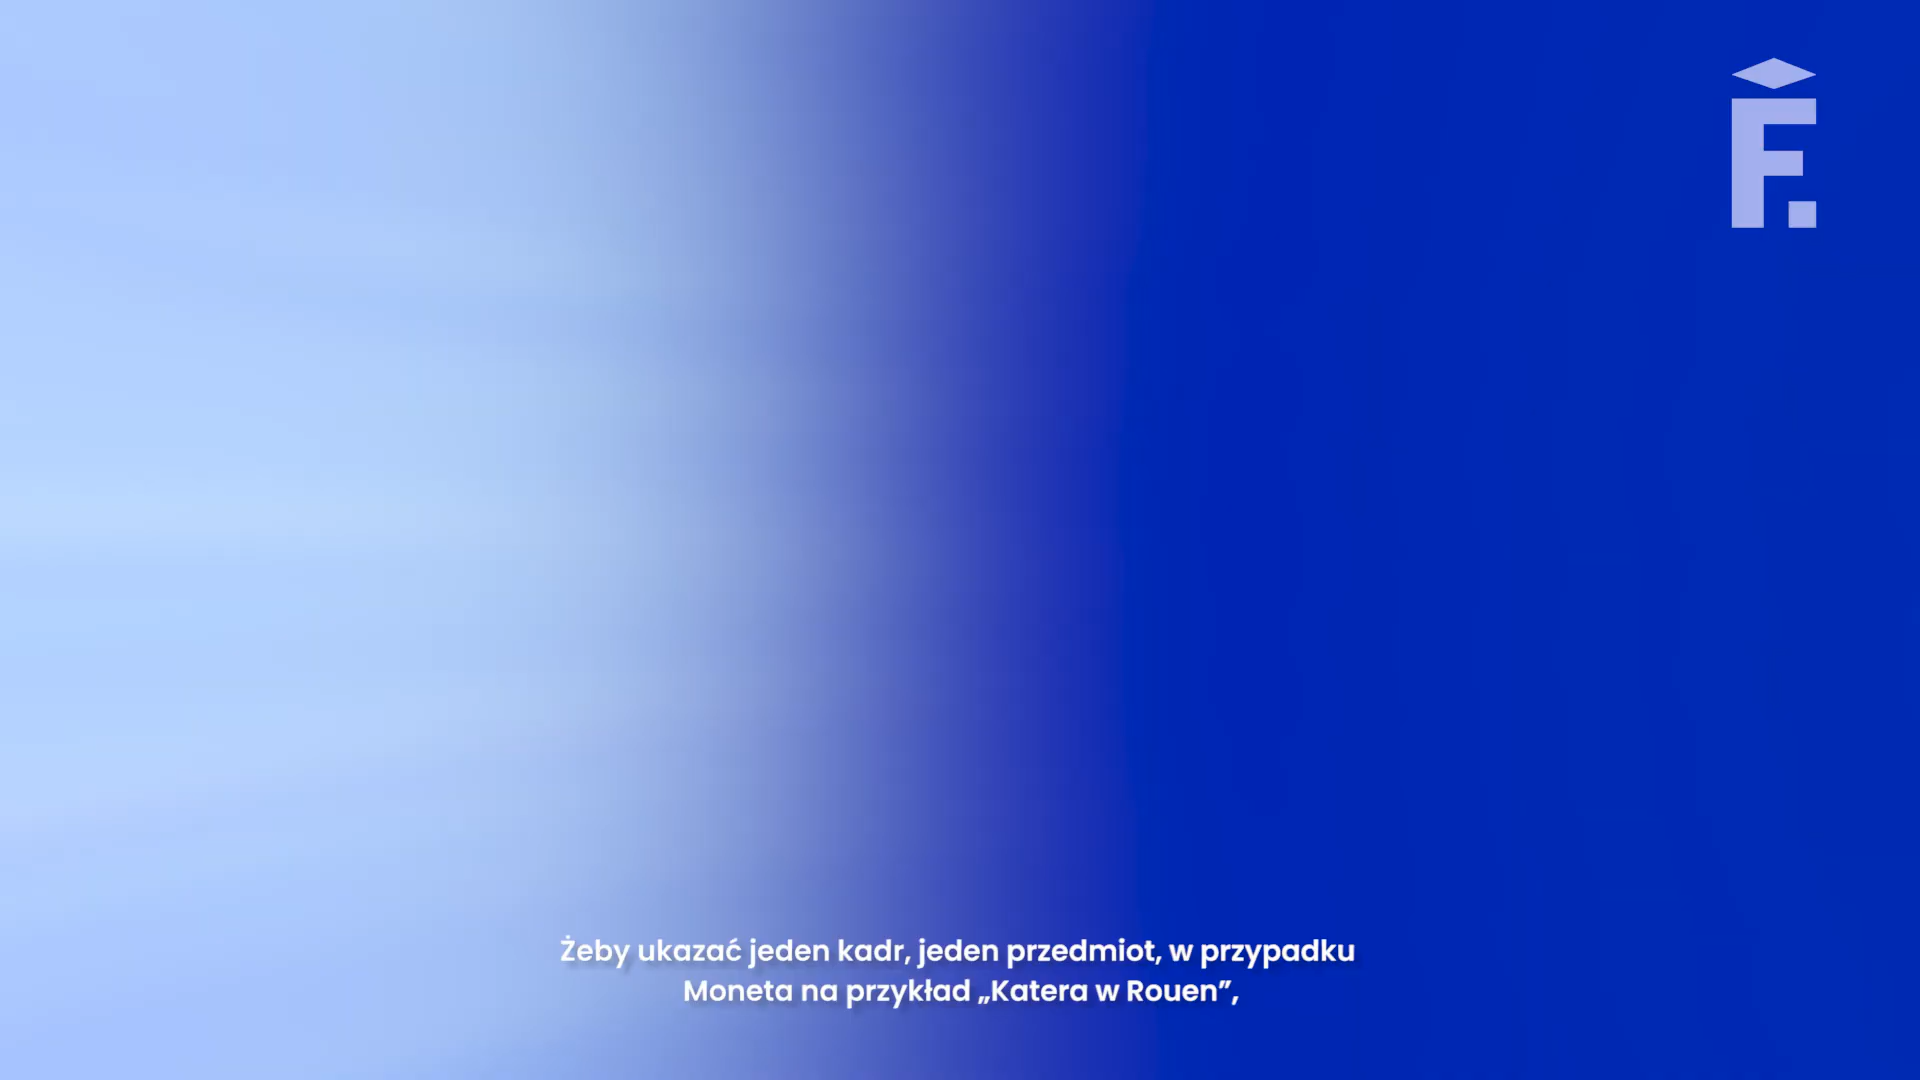 F.
Żeby ukazać jeden kadr, jeden przedmiot, w przypadku
Moneta na przykład „Katera w Rouen”,